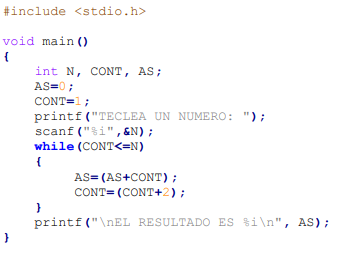 #include <stdio.h>
void main()
{
int N, CONT, AS;
AS=0;
CONT=1;
printf("TECLEA UN NUMERO: ");
scanf("%i",&N);
while(CONT<=N)
{
AS=(AS+CONT);
CONT=(CONT+2);
}
printf("\nEL RESULTADO ES %i\n", AS);
}